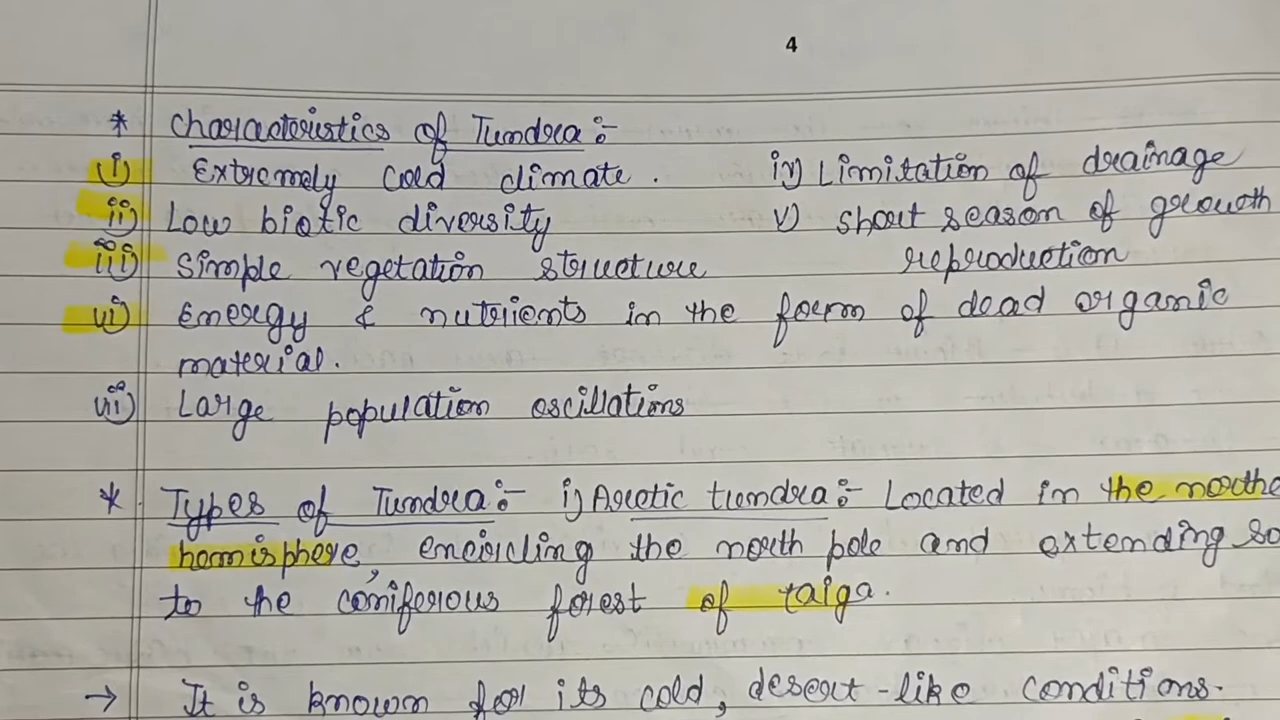 4
* Characteristics of Tundra :-
i) Extremely cold climate. iv) Limitation of drainage
ii) Low biotic diversity v) short season of growth
iii) Simple vegetation structure reproduction
vi) Energy & nutrients in the form of dead organic
material.
vii) Large population oscillations
* Types of Tundra :- i) Arctic tundra :- Located in the northe
hemisphere, encircling the north pole and extending so
to the coniferous forest of taiga.
→ It is known for its cold, desert-like conditions.